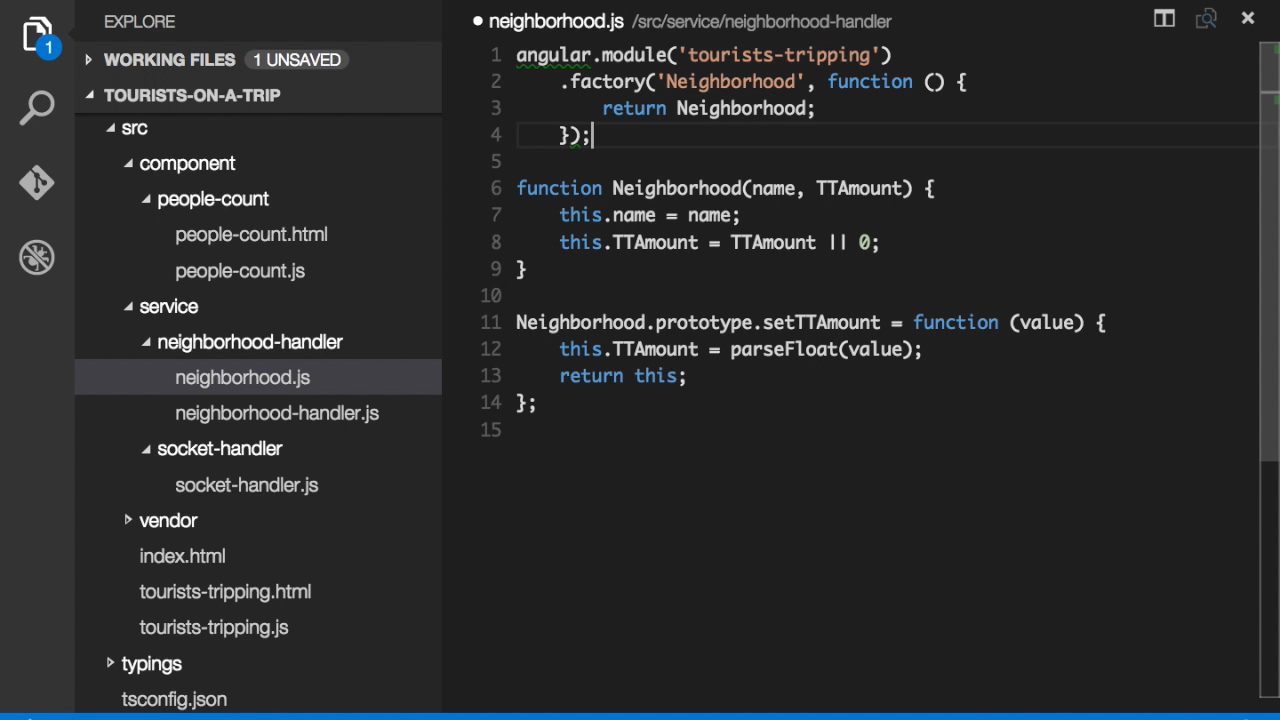 EXPLORE
1
WORKING FILES 1 UNSAVED
TOURISTS-ON-A-TRIP
src
component
people-count
people-count.html
people-count.js
service
neighborhood-handler
neighborhood.js
neighborhood-handler.js
socket-handler
socket-handler.js
vendor
index.html
tourists-tripping.html
tourists-tripping.js
typings
tsconfig.json
neighborhood.js /src/service/neighborhood-handler
1 angular.module('tourists-tripping')
2     .factory('Neighborhood', function () {
3         return Neighborhood;
4     });
5
6 function Neighborhood(name, TTAmount) {
7     this.name = name;
8     this.TTAmount = TTAmount || 0;
9 }
10
11 Neighborhood.prototype.setTTAmount = function (value) {
12     this.TTAmount = parseFloat(value);
13     return this;
14 };
15